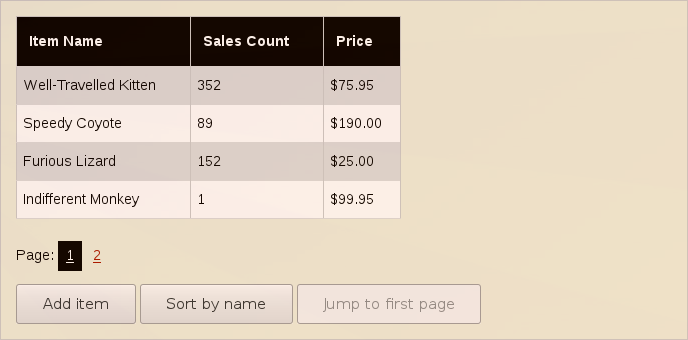 Item Name Sales Count Price
Well-Travelled Kitten 352 $75.95
Speedy Coyote 89 $190.00
Furious Lizard 152 $25.00
Indifferent Monkey 1 $99.95
Page: 1 2
Add item Sort by name Jump to first page